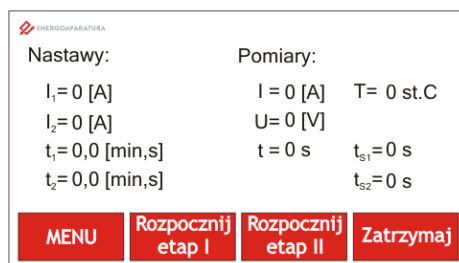 ENERGOAPARATURA
Nastawy: Pomiary:
I₁= 0 [A] I = 0 [A] T= 0 st.C
I₂= 0 [A] U= 0 [V]
t₁= 0,0 [min,s] t = 0 s tₛ₁= 0 s
t₂= 0,0 [min,s] tₛ₂= 0 s
MENU Rozpocznij etap I Rozpocznij etap II Zatrzymaj